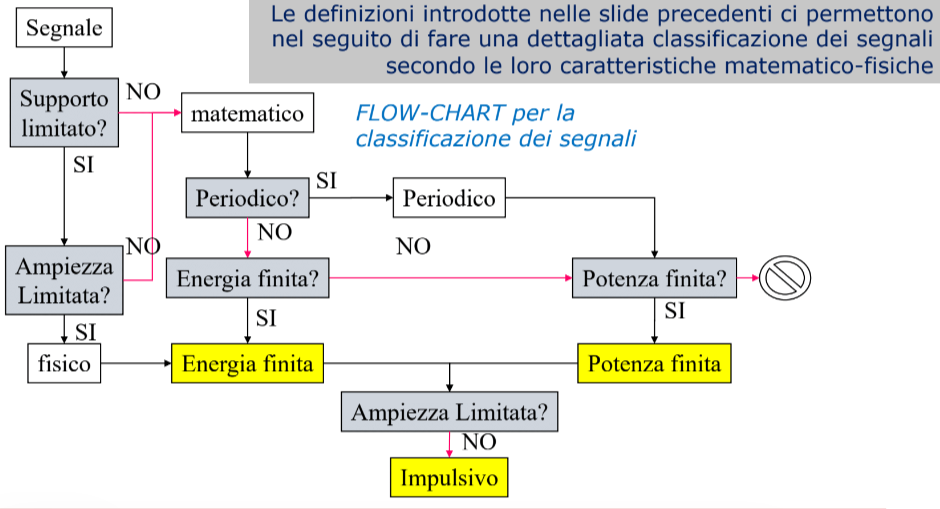 Segnale
Le definizioni introdotte nelle slide precedenti ci permettono
nel seguito di fare una dettagliata classificazione dei segnali
secondo le loro caratteristiche matematico-fisiche
Supporto
limitato?
NO
matematico
FLOW-CHART per la
classificazione dei segnali
SI
Periodico?
SI
Periodico
NO
NO
NO
Ampiezza
Limitata?
Energia finita?
Potenza finita?
SI
SI
SI
fisico
Energia finita
Potenza finita
Ampiezza Limitata?
NO
Impulsivo